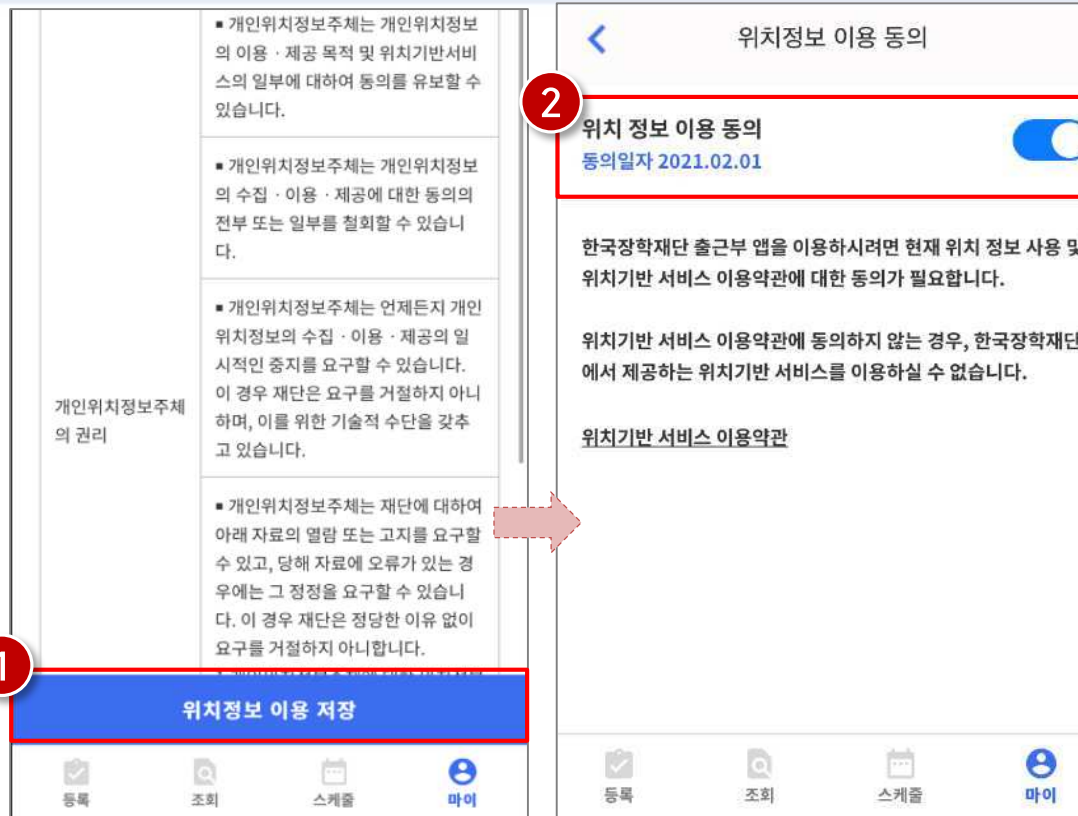 ■ 개인위치정보주체는 개인위치정보
의 이용 · 제공 목적 및 위치기반서비
스의 일부에 대하여 동의를 유보할 수
있습니다.
■ 개인위치정보주체는 개인위치정보
의 수집 · 이용 · 제공에 대한 동의의
전부 또는 일부를 철회할 수 있습니
다.
■ 개인위치정보주체는 언제든지 개인
위치정보의 수집 · 이용 · 제공의 일
시적인 중지를 요구할 수 있습니다.
이 경우 재단은 요구를 거절하지 아니
하며, 이를 위한 기술적 수단을 갖추
고 있습니다.
개인위치정보주체
의 권리
■ 개인위치정보주체는 재단에 대하여
아래 자료의 열람 또는 고지를 요구할
수 있고, 당해 자료에 오류가 있는 경
우에는 그 정정을 요구할 수 있습니
다. 이 경우 재단은 정당한 이유 없이
요구를 거절하지 아니합니다.
1
위치정보 이용 저장
등록
조회
스케줄
마이
위치정보 이용 동의
2
위치 정보 이용 동의
동의일자 2021.02.01
한국장학재단 출근부 앱을 이용하시려면 현재 위치 정보 사용 및
위치기반 서비스 이용약관에 대한 동의가 필요합니다.
위치기반 서비스 이용약관에 동의하지 않는 경우, 한국장학재단
에서 제공하는 위치기반 서비스를 이용하실 수 없습니다.
위치기반 서비스 이용약관
등록
조회
스케줄
마이